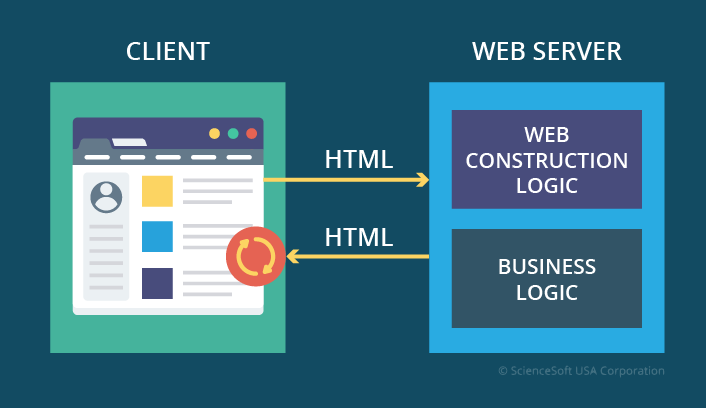 CLIENT
WEB SERVER
HTML
WEB
CONSTRUCTION
LOGIC
HTML
BUSINESS
LOGIC
© ScienceSoft USA Corporation